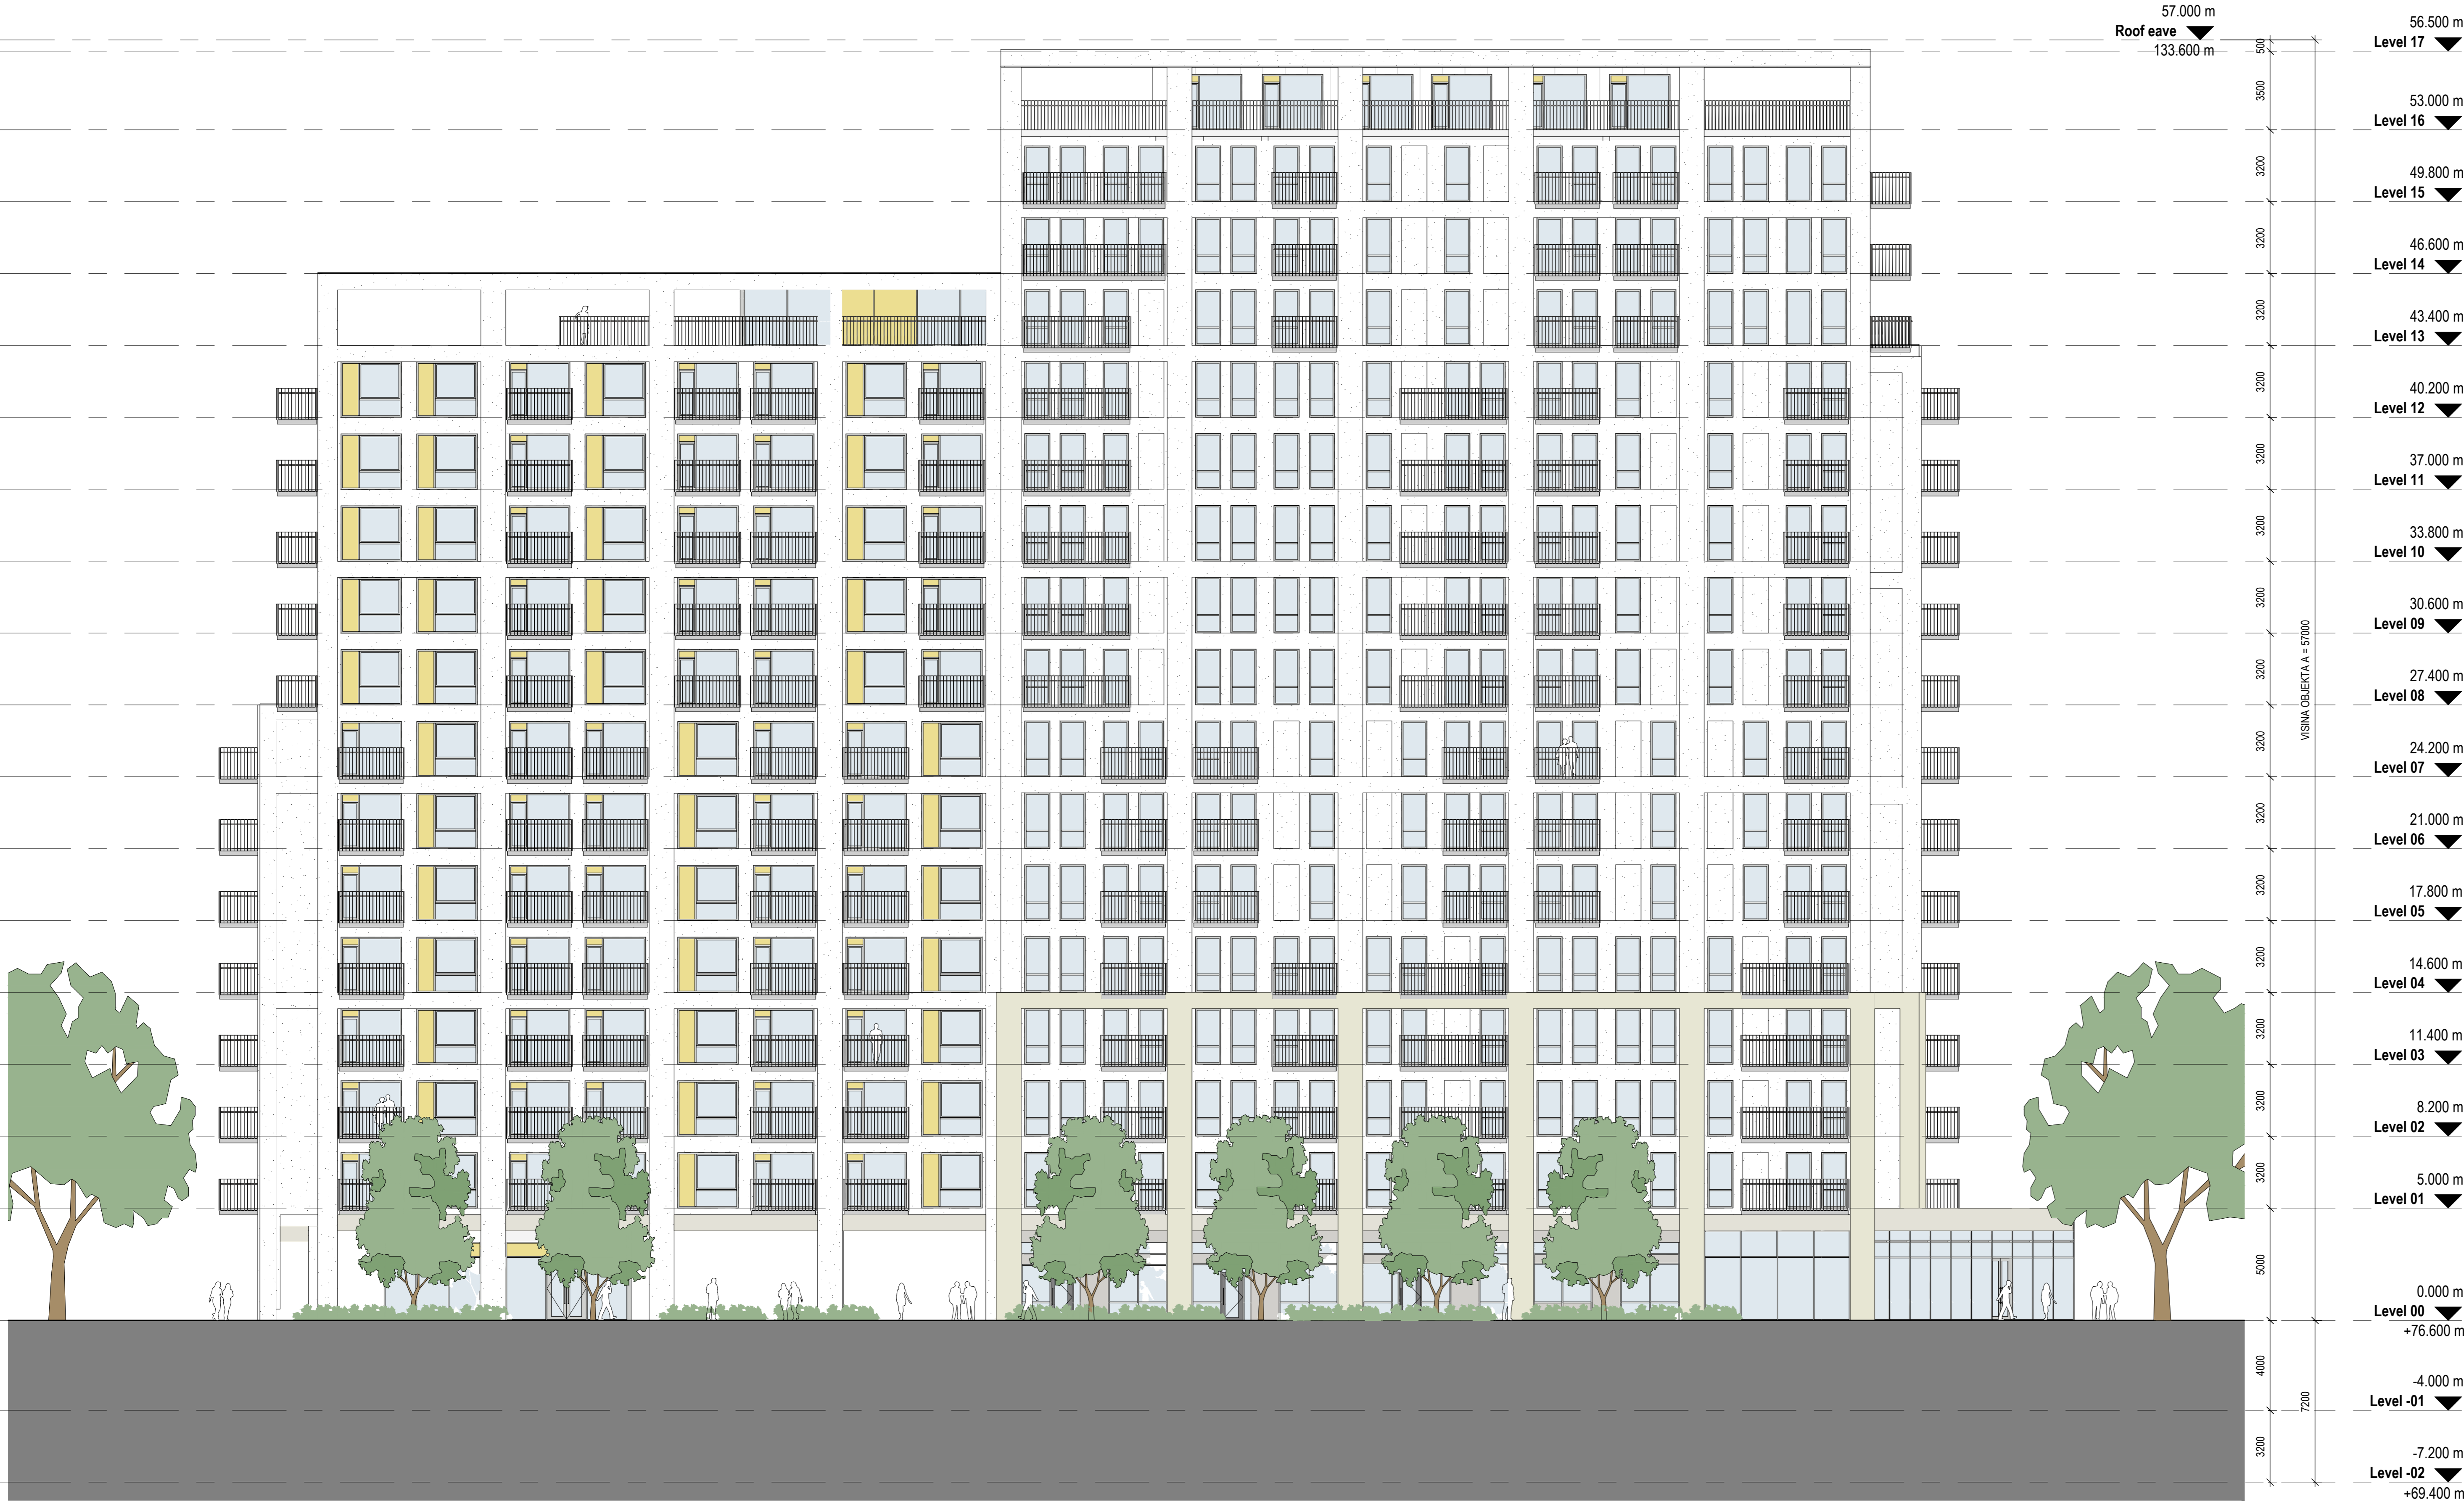 57.000 m
Roof eave
133.600 m
56.500 m
Level 17
500
3500
53.000 m
Level 16
3200
49.800 m
Level 15
3200
46.600 m
Level 14
3200
43.400 m
Level 13
3200
40.200 m
Level 12
3200
37.000 m
Level 11
3200
33.800 m
Level 10
3200
30.600 m
Level 09
VISINA OBJEKTA A = 57000
3200
27.400 m
Level 08
3200
24.200 m
Level 07
3200
21.000 m
Level 06
3200
17.800 m
Level 05
3200
14.600 m
Level 04
3200
11.400 m
Level 03
3200
8.200 m
Level 02
3200
5.000 m
Level 01
5000
0.000 m
Level 00
+76.600 m
4000
-4.000 m
Level -01
7200
3200
-7.200 m
Level -02
+69.400 m